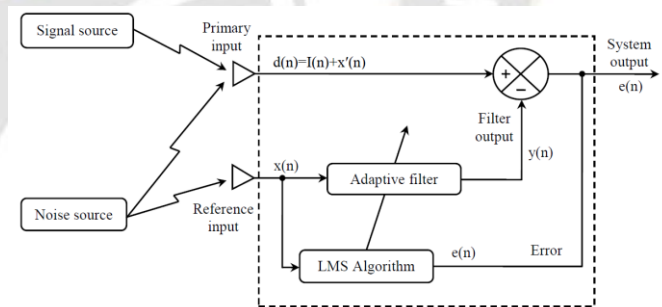 Signal source
Primary
input
System
output
d(n)=I(n)+x′(n)
+
−
e(n)
Filter
output
y(n)
x(n)
Adaptive filter
Noise source
Reference
input
LMS Algorithm
e(n)
Error